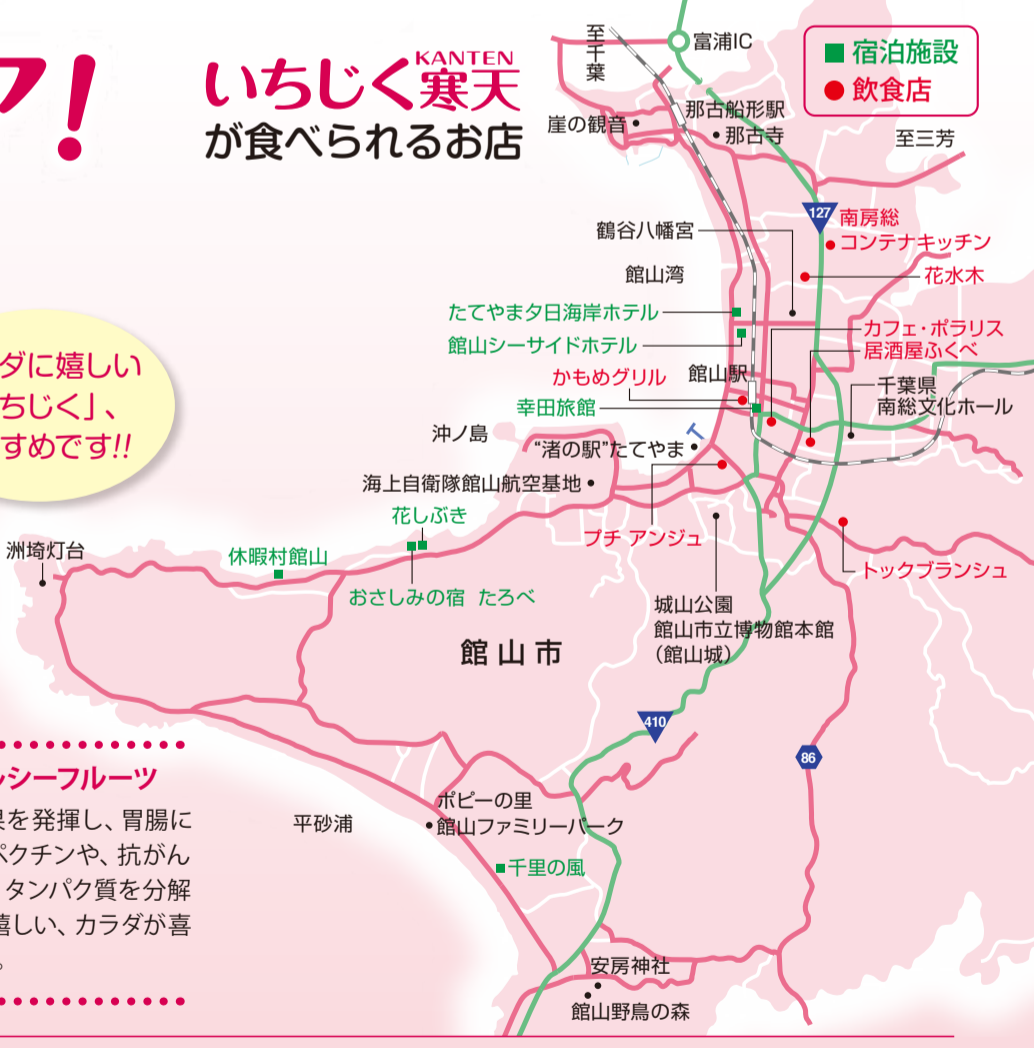 ア!
KANTEN
いちじく寒天
が食べられるお店
宿泊施設
飲食店
至千葉
富浦IC
那古船形駅
崖の観音
那古寺
至三芳
127
南房総
コンテナキッチン
鶴谷八幡宮
館山湾
花水木
たてやま夕日海岸ホテル
カフェ・ポラリス
館山シーサイドホテル
居酒屋ふくべ
かもめグリル
館山駅
千葉県
南総文化ホール
幸田旅館
沖ノ島
“渚の駅”たてやま
海上自衛隊館山航空基地
花しぶき
プチ アンジュ
洲埼灯台
休暇村館山
トックブランシュ
おさしみの宿 たろべ
城山公園
館山市立博物館本館
（館山城）
館山市
410
86
ポピーの里
館山ファミリーパーク
平砂浦
千里の風
安房神社
館山野鳥の森
ダに嬉しい
ちじく」、
すめです!!
ルシーフルーツ
果を発揮し、胃腸に
ペクチンや、抗がん
タンパク質を分解
嬉しい、カラダが喜
。